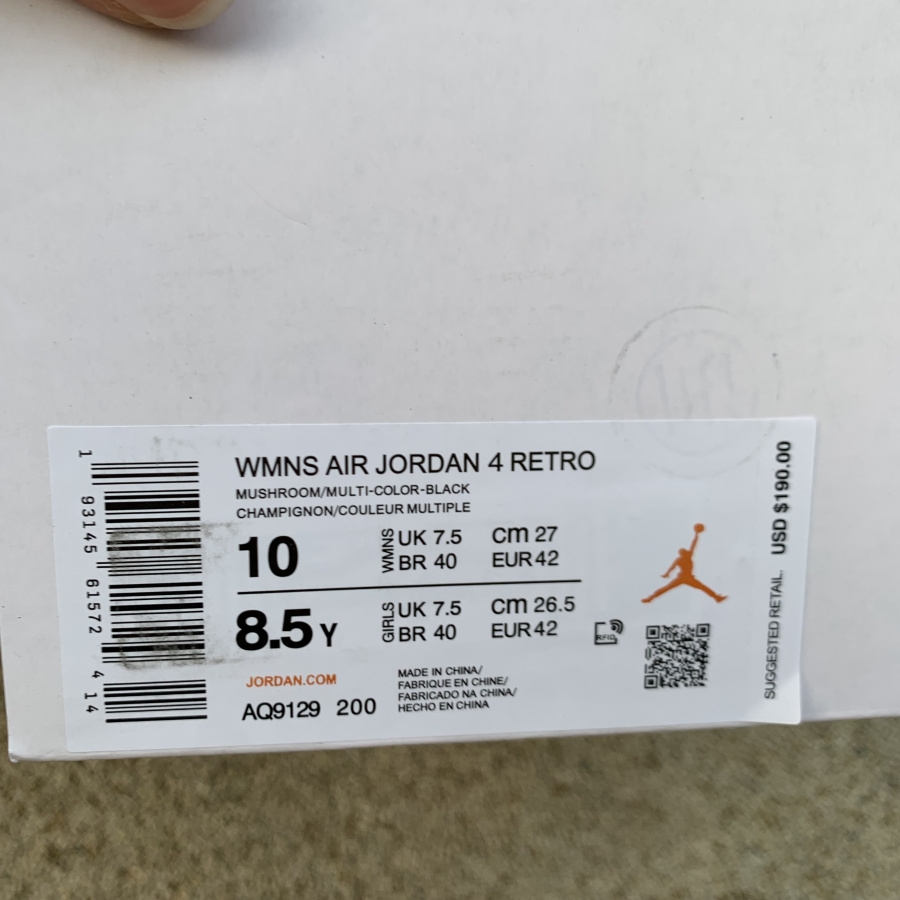 WMNS AIR JORDAN 4 RETRO
MUSHROOM/MULTI-COLOR-BLACK
CHAMPIGNON/COULEUR MULTIPLE
10
WMNS
UK 7.5 cm 27
BR 40 EUR 42
8.5 Y
GIRLS
UK 7.5 cm 26.5
BR 40 EUR 42
RFID
JORDAN.COM
AQ9129 200
MADE IN CHINA/
FABRIQUE EN CHINE/
FABRICADO NA CHINA/
HECHO EN CHINA
1 93145 61572 4 14
SUGGESTED RETAIL. USD $190.00